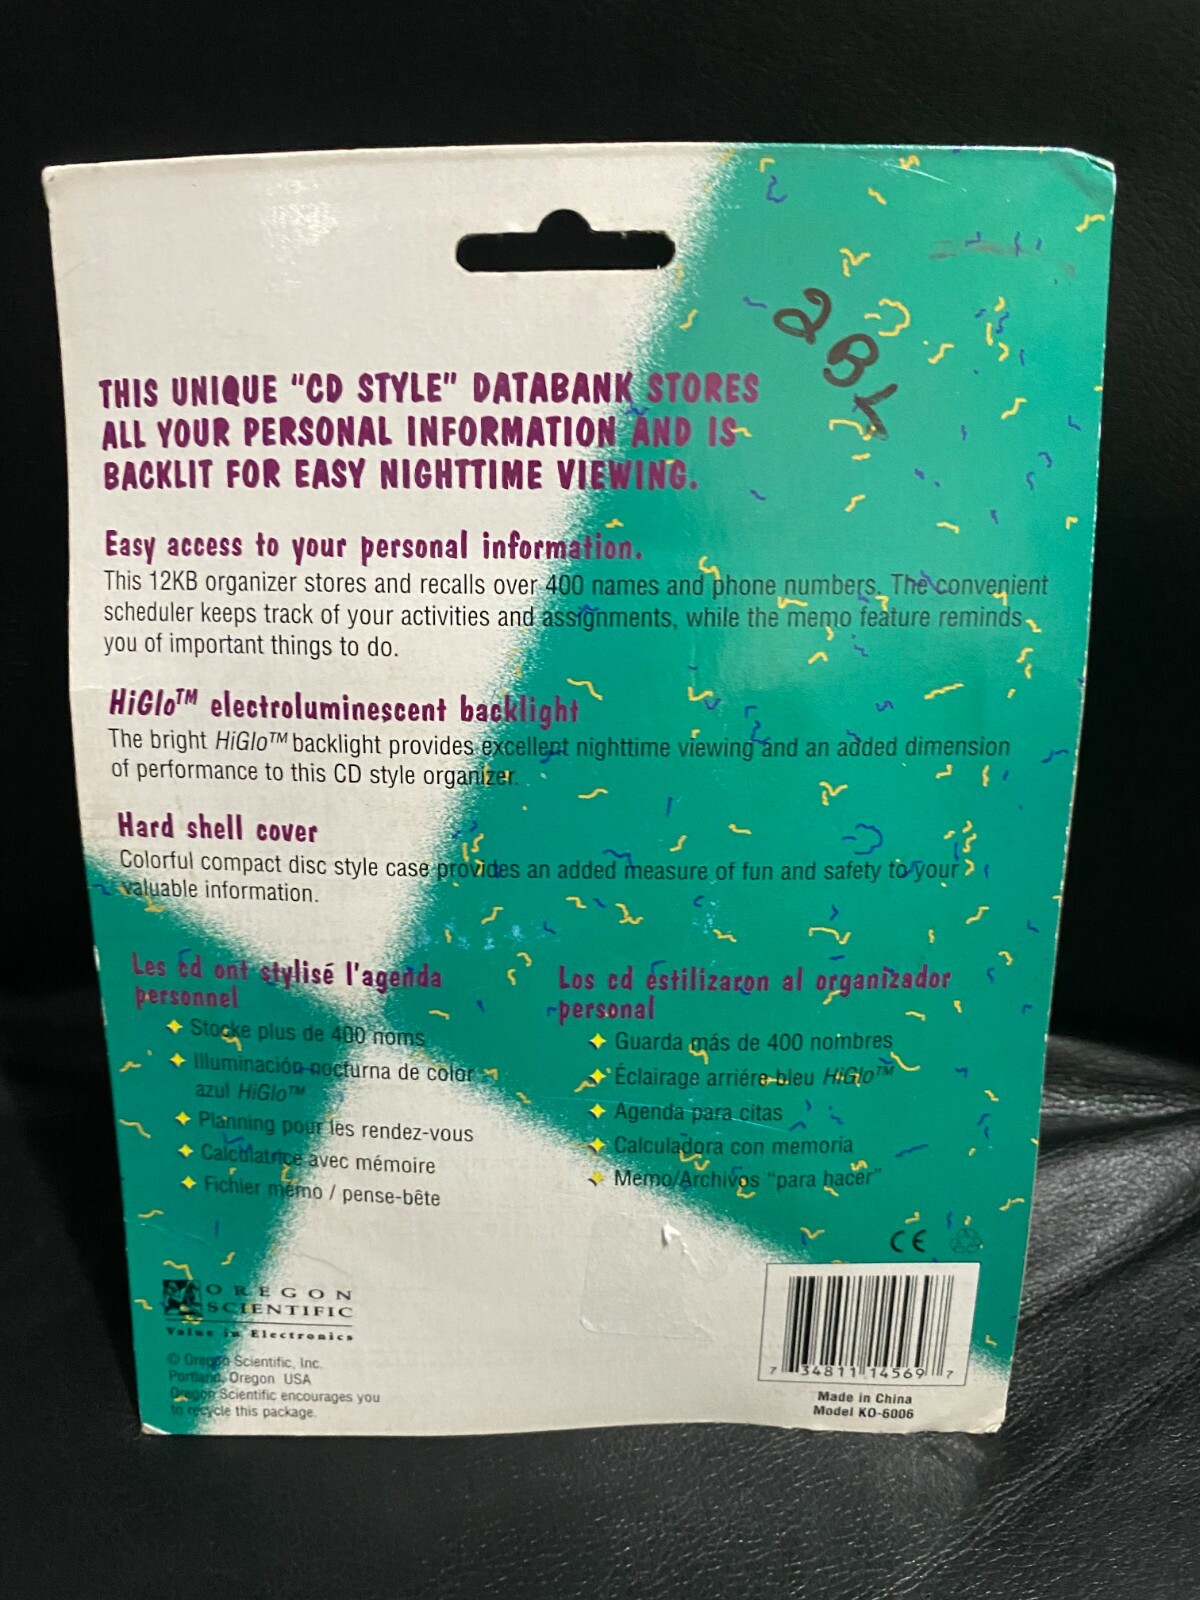 2BL
THIS UNIQUE "CD STYLE" DATABANK STORES
ALL YOUR PERSONAL INFORMATION AND IS
BACKLIT FOR EASY NIGHTTIME VIEWING.
Easy access to your personal information.
This 12KB organizer stores and recalls over 400 names and phone numbers. The convenient
scheduler keeps track of your activities and assignments, while the memo feature reminds
you of important things to do.
HiGlo™ electroluminescent backlight
The bright HiGlo™ backlight provides excellent nighttime viewing and an added dimension
of performance to this CD style organizer.
Hard shell cover
Colorful compact disc style case provides an added measure of fun and safety to your
valuable information.
Les cd ont stylisé l'agenda
personnel
Stocke plus de 400 noms
Illuminación nocturna de color
azul HiGlo™
Planning pour les rendez-vous
Calculatrice avec mémoire
Fichier mémo / pense-bête
Los cd estilizaron al organizador
personal
Guarda más de 400 nombres
Éclairage arriére bleu HiGlo™
Agenda para citas
Calculadora con memoria
Memo/Archivos "para hacer"
CE
OREGON
SCIENTIFIC
Value in Electronics
© Oregon Scientific, Inc.
Portland, Oregon USA
Oregon Scientific encourages you
to recycle this package.
7 34811 14569 7
Made in China
Model KO-6006